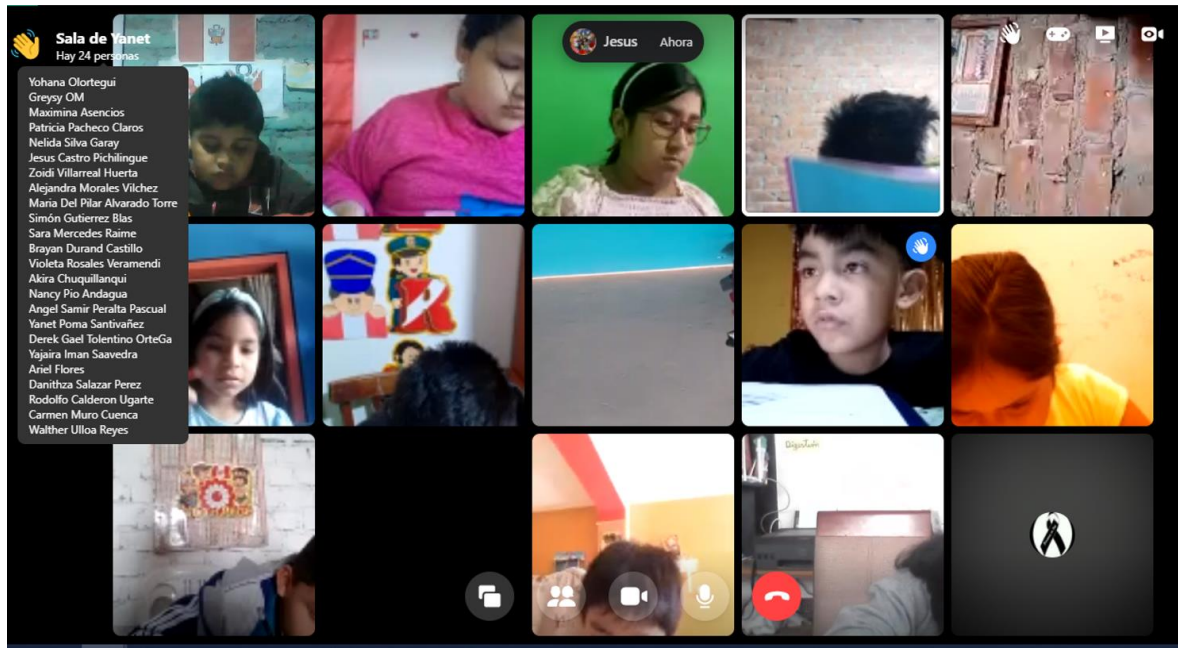 Sala de Yanet
Hay 24 personas
Yohana Olortegui
Greysy OM
Maximina Asencios
Patricia Pacheco Claros
Nelida Silva Garay
Jesus Castro Pichilingue
Zoidi Villarreal Huerta
Alejandra Morales Vilchez
Maria Del Pilar Alvarado Torre
Simón Gutierrez Blas
Sara Mercedes Raime
Brayan Durand Castillo
Violeta Rosales Veramendi
Akira Chuquillanqui
Nancy Pio Andagua
Angel Samir Peralta Pascual
Yanet Poma Santivañez
Derek Gael Tolentino OrteGa
Yajaira Iman Saavedra
Ariel Flores
Danithza Salazar Perez
Rodolfo Calderon Ugarte
Carmen Muro Cuenca
Walther Ulloa Reyes
Jesus Ahora